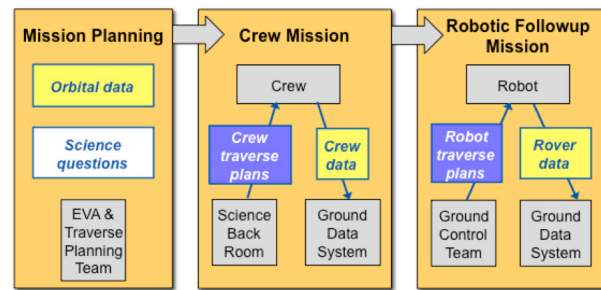 Mission Planning
Orbital data
Science
questions
EVA &
Traverse
Planning
Team
Crew Mission
Crew
Crew
traverse
plans
Crew
data
Science
Back
Room
Ground
Data
System
Robotic Followup
Mission
Robot
Robot
traverse
plans
Rover
data
Ground
Control
Team
Ground
Data
System